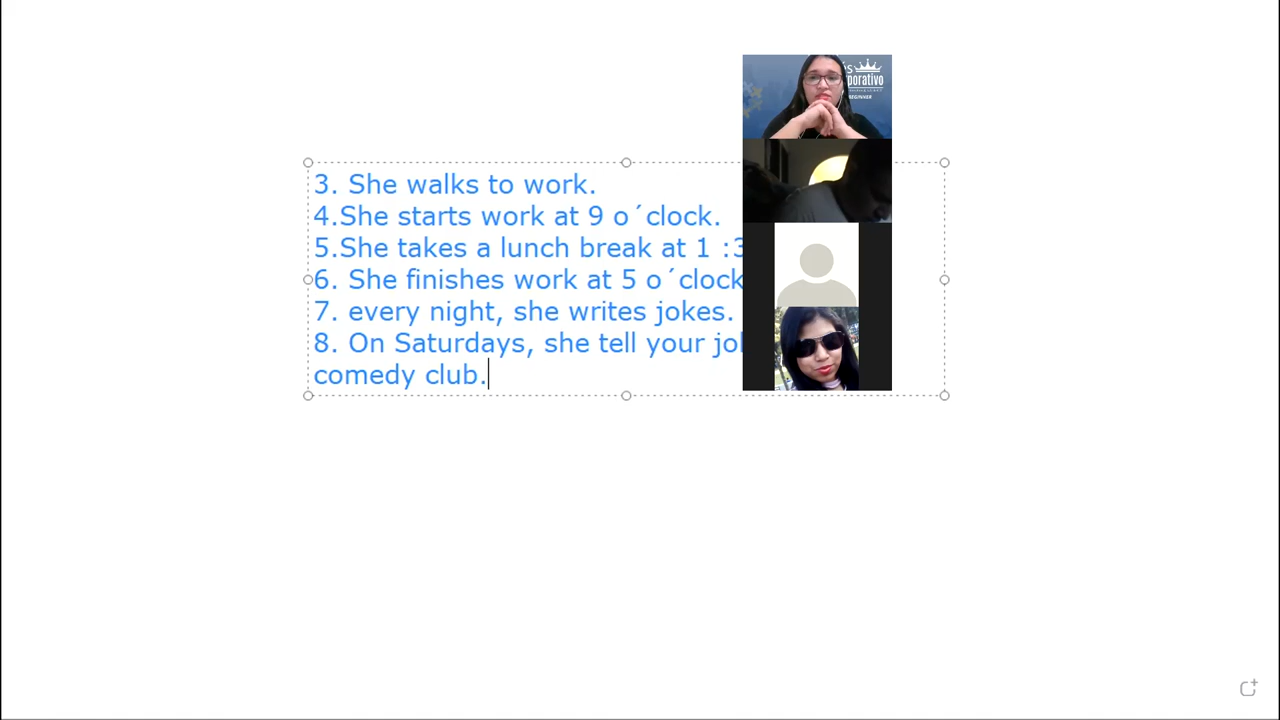 3. She walks to work.
4.She starts work at 9 o´clock.
5.She takes a lunch break at 1 :3
6. She finishes work at 5 o´clock
7. every night, she writes jokes.
8. On Saturdays, she tell your
comedy club.
porativo
BEGINNER